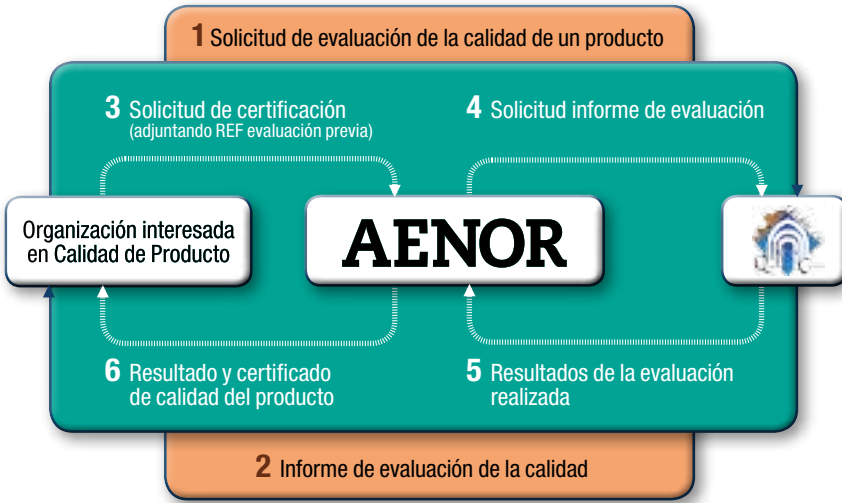 1 Solicitud de evaluación de la calidad de un producto
3 Solicitud de certificación
(adjuntando REF evaluación previa)
4 Solicitud informe de evaluación
Organización interesada
en Calidad de Producto
AENOR
6 Resultado y certificado
de calidad del producto
5 Resultados de la evaluación
realizada
2 Informe de evaluación de la calidad